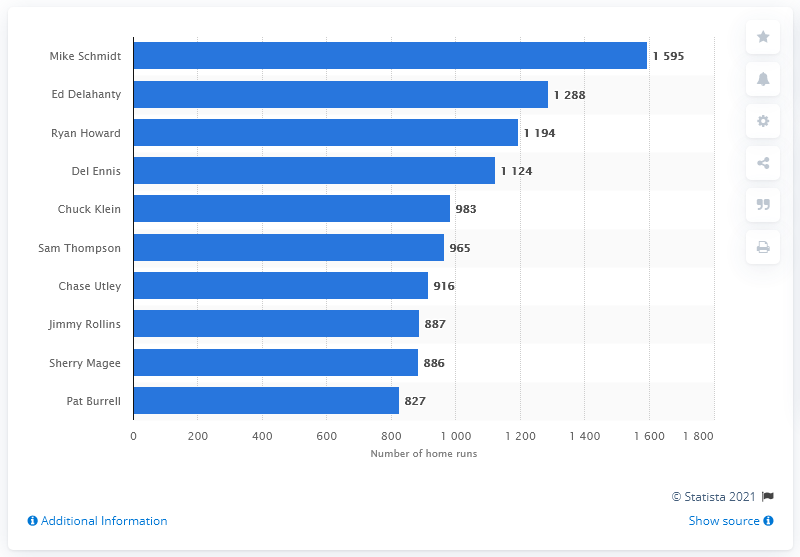 Mike Schmidt 1 595
Ed Delahanty 1 288
Ryan Howard 1 194
Del Ennis 1 124
Chuck Klein 983
Sam Thompson 965
Chase Utley 916
Jimmy Rollins 887
Sherry Magee 886
Pat Burrell 827
0 200 400 600 800 1 000 1 200 1 400 1 600 1 800
Number of home runs
© Statista 2021
Additional Information Show source